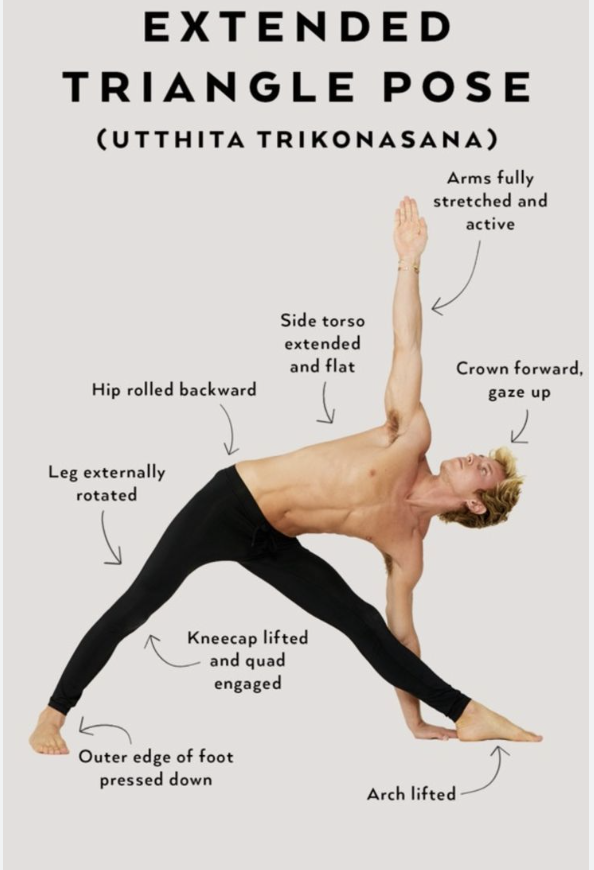 EXTENDED
TRIANGLE POSE
(UTTHITA TRIKONASANA)
Arms fully
stretched and
active
Side torso
extended
and flat
Crown forward,
gaze up
Hip rolled backward
Leg externally
rotated
Kneecap lifted
and quad
engaged
Outer edge of foot
pressed down
Arch lifted